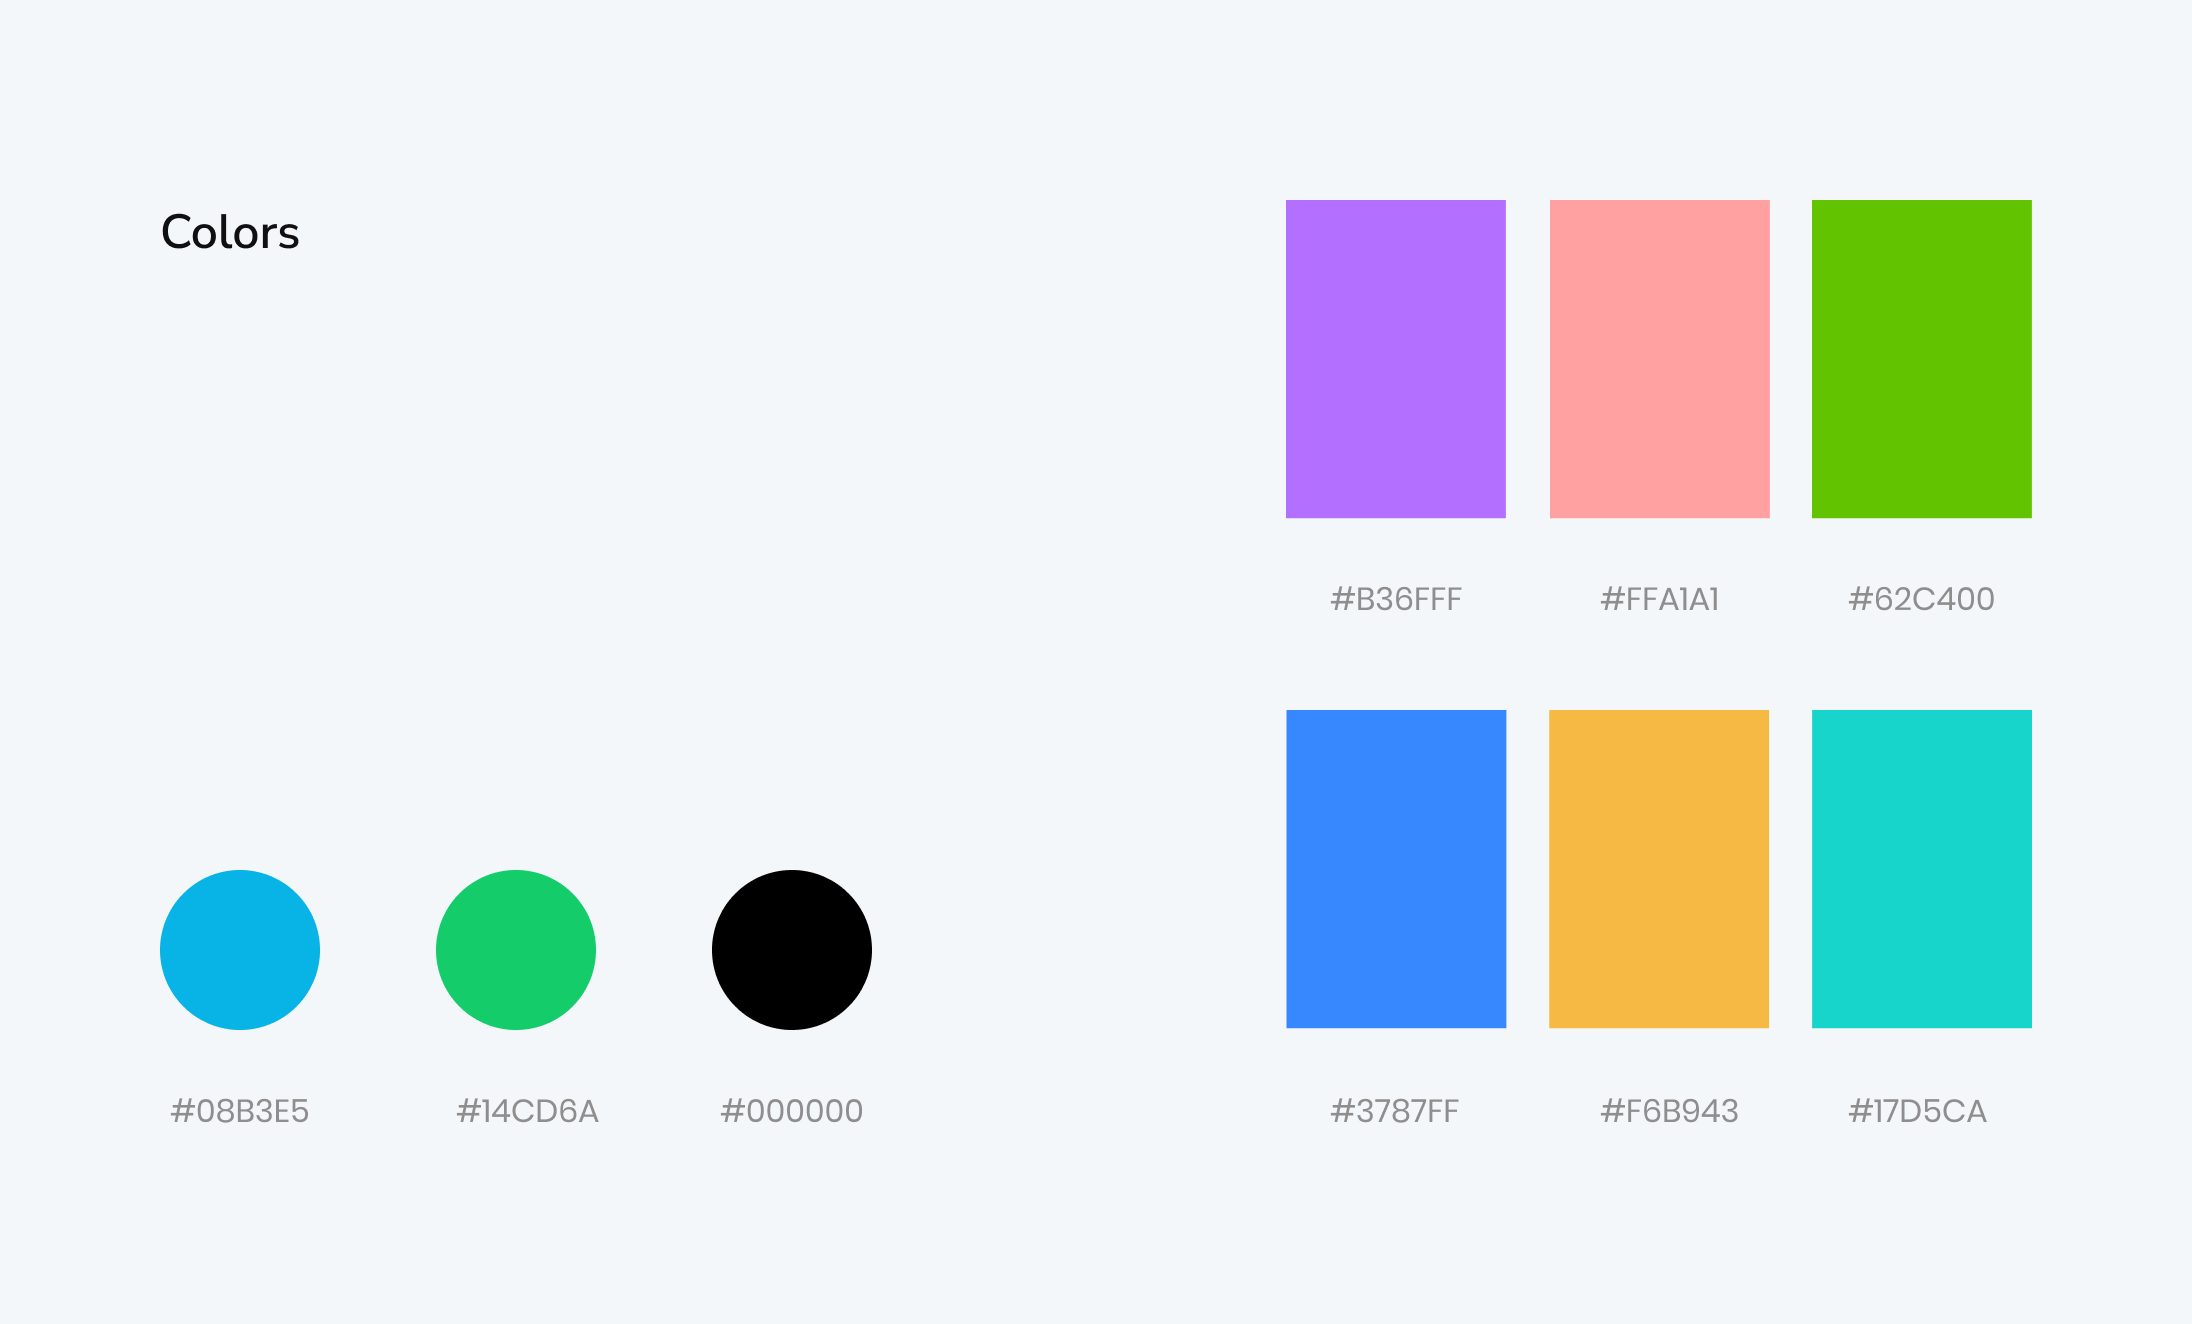 Colors
#B36FFF
#FFA1A1
#62C400
#08B3E5
#14CD6A
#000000
#3787FF
#F6B943
#17D5CA